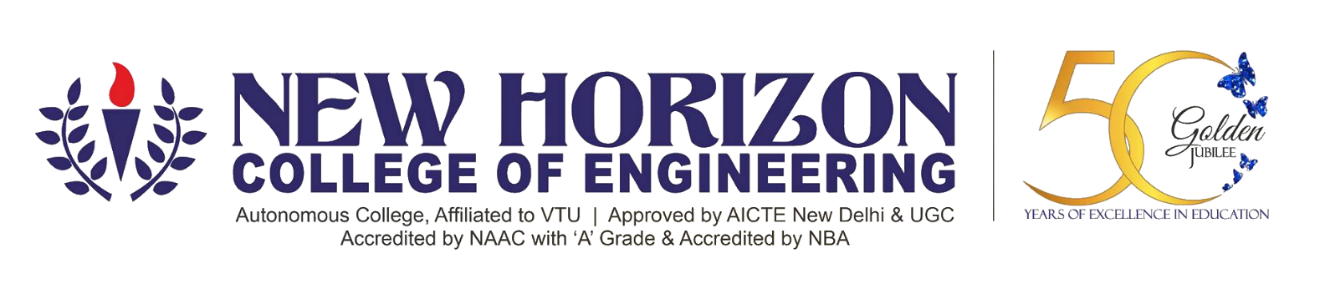 NEW HORIZON
COLLEGE OF ENGINEERING
Autonomous College, Affiliated to VTU | Approved by AICTE New Delhi & UGC
Accredited by NAAC with ‘A’ Grade & Accredited by NBA
50
Golden
JUBILEE
YEARS OF EXCELLENCE IN EDUCATION